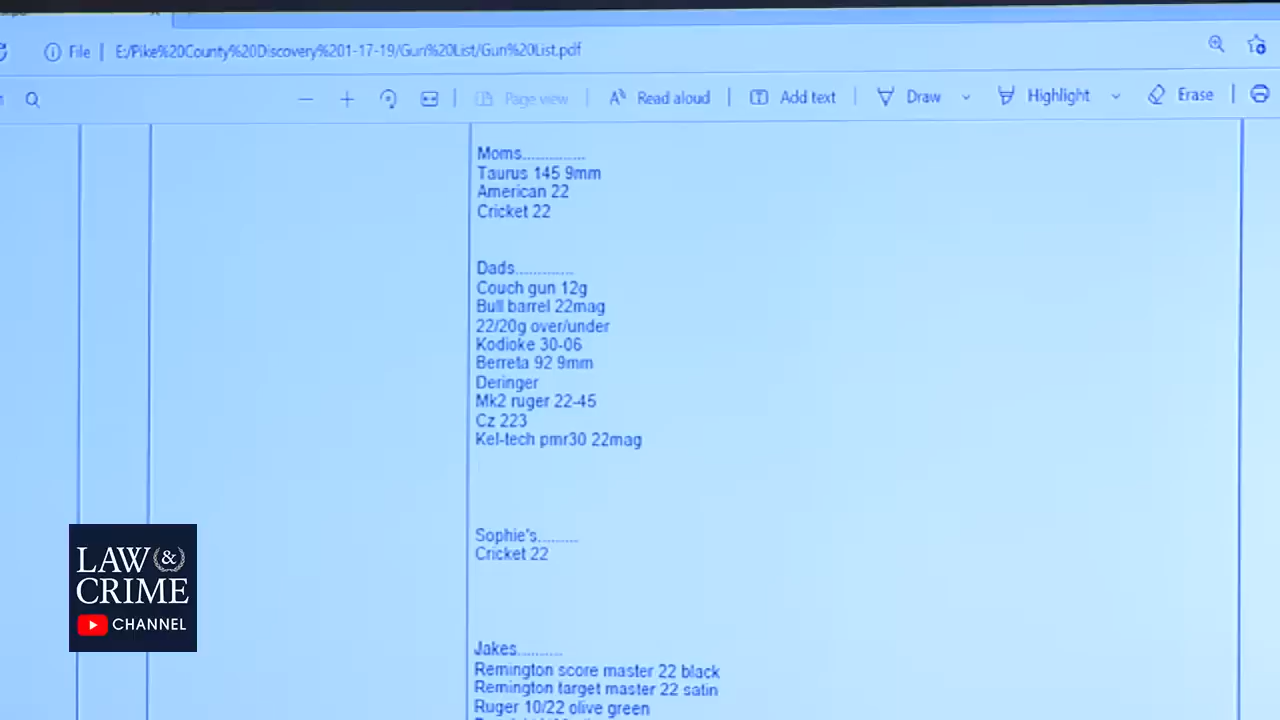 File | E:/Pike%20County%20Discovery%201-17-19/Gun%20List/Gun%20List.pdf
Page view | Read aloud | Add text | Draw Highlight Erase |
Moms...............
Taurus 145 9mm
American 22
Cricket 22
Dads..............
Couch gun 12g
Bull barrel 22mag
22/20g over/under
Kodioke 30-06
Berreta 92 9mm
Deringer
Mk2 ruger 22-45
Cz 223
Kel-tech pmr30 22mag
Sophie's.........
Cricket 22
Jakes..........
Remington score master 22 black
Remington target master 22 satin
Ruger 10/22 olive green
LAW &
CRIME
CHANNEL